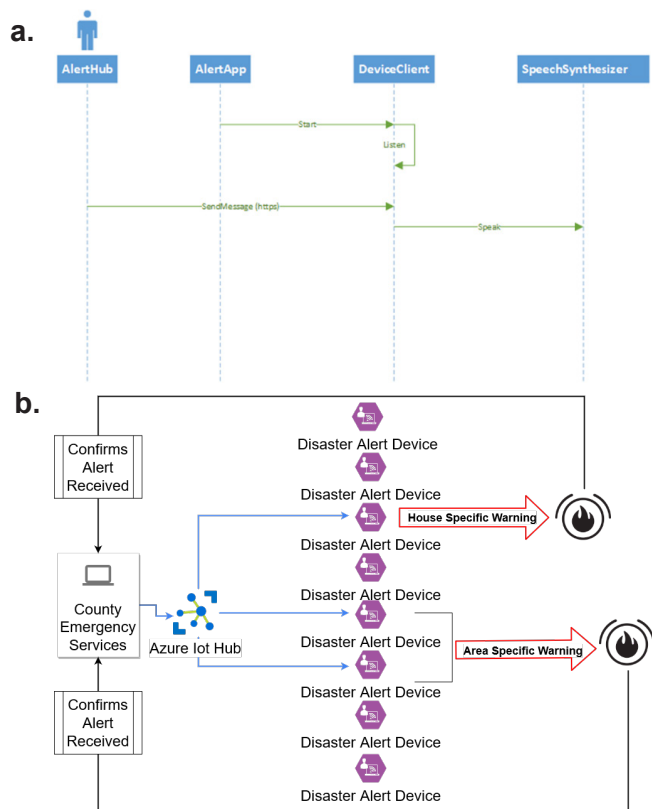 a.
AlertHub
AlertApp
DeviceClient
SpeechSynthesizer
Start
Listen
SendMessage (https)
Speak
b.
Confirms
Alert
Received
Disaster Alert Device
Disaster Alert Device
House Specific Warning
Disaster Alert Device
County
Emergency
Services
Azure Iot Hub
Disaster Alert Device
Disaster Alert Device
Area Specific Warning
Disaster Alert Device
Confirms
Alert
Received
Disaster Alert Device
Disaster Alert Device